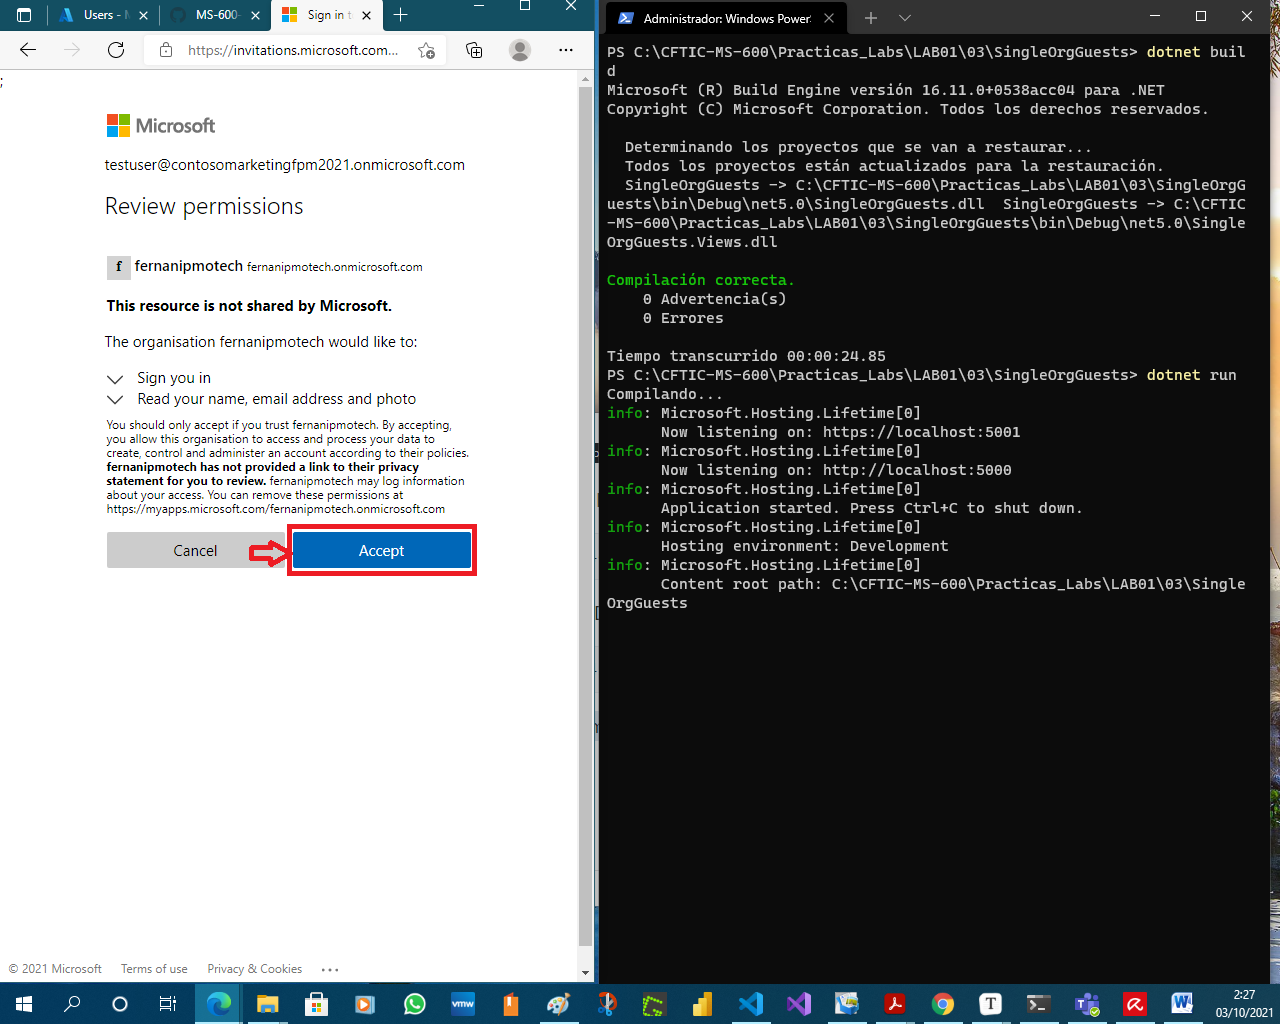 Users - M
MS-600-
Sign in t
https://invitations.microsoft.com...
;
Microsoft
testuser@contosomarketingfpm2021.onmicrosoft.com
Review permissions
f
fernanipmotech fernanipmotech.onmicrosoft.com
This resource is not shared by Microsoft.
The organisation fernanipmotech would like to:
Sign you in
Read your name, email address and photo
You should only accept if you trust fernanipmotech. By accepting,
you allow this organisation to access and process your data to
create, control and administer an account according to their policies.
fernanipmotech has not provided a link to their privacy
statement for you to review. fernanipmotech may log information
about your access. You can remove these permissions at
https://myapps.microsoft.com/fernanipmotech.onmicrosoft.com
Cancel
Accept
© 2021 Microsoft Terms of use Privacy & Cookies ...
Administrador: Windows Power
PS C:\CFTIC-MS-600\Practicas_Labs\LAB01\03\SingleOrgGuests> dotnet buil
d
Microsoft (R) Build Engine versión 16.11.0+0538acc04 para .NET
Copyright (C) Microsoft Corporation. Todos los derechos reservados.
Determinando los proyectos que se van a restaurar...
Todos los proyectos están actualizados para la restauración.
SingleOrgGuests -> C:\CFTIC-MS-600\Practicas_Labs\LAB01\03\SingleOrgG
uests\bin\Debug\net5.0\SingleOrgGuests.dll  SingleOrgGuests -> C:\CFTIC
-MS-600\Practicas_Labs\LAB01\03\SingleOrgGuests\bin\Debug\net5.0\Single
OrgGuests.Views.dll
Compilación correcta.
0 Advertencia(s)
0 Errores
Tiempo transcurrido 00:00:24.85
PS C:\CFTIC-MS-600\Practicas_Labs\LAB01\03\SingleOrgGuests> dotnet run
Compilando...
info: Microsoft.Hosting.Lifetime[0]
Now listening on: https://localhost:5001
info: Microsoft.Hosting.Lifetime[0]
Now listening on: http://localhost:5000
info: Microsoft.Hosting.Lifetime[0]
Application started. Press Ctrl+C to shut down.
info: Microsoft.Hosting.Lifetime[0]
Hosting environment: Development
info: Microsoft.Hosting.Lifetime[0]
Content root path: C:\CFTIC-MS-600\Practicas_Labs\LAB01\03\Single
OrgGuests
vmw
T
2:27
03/10/2021